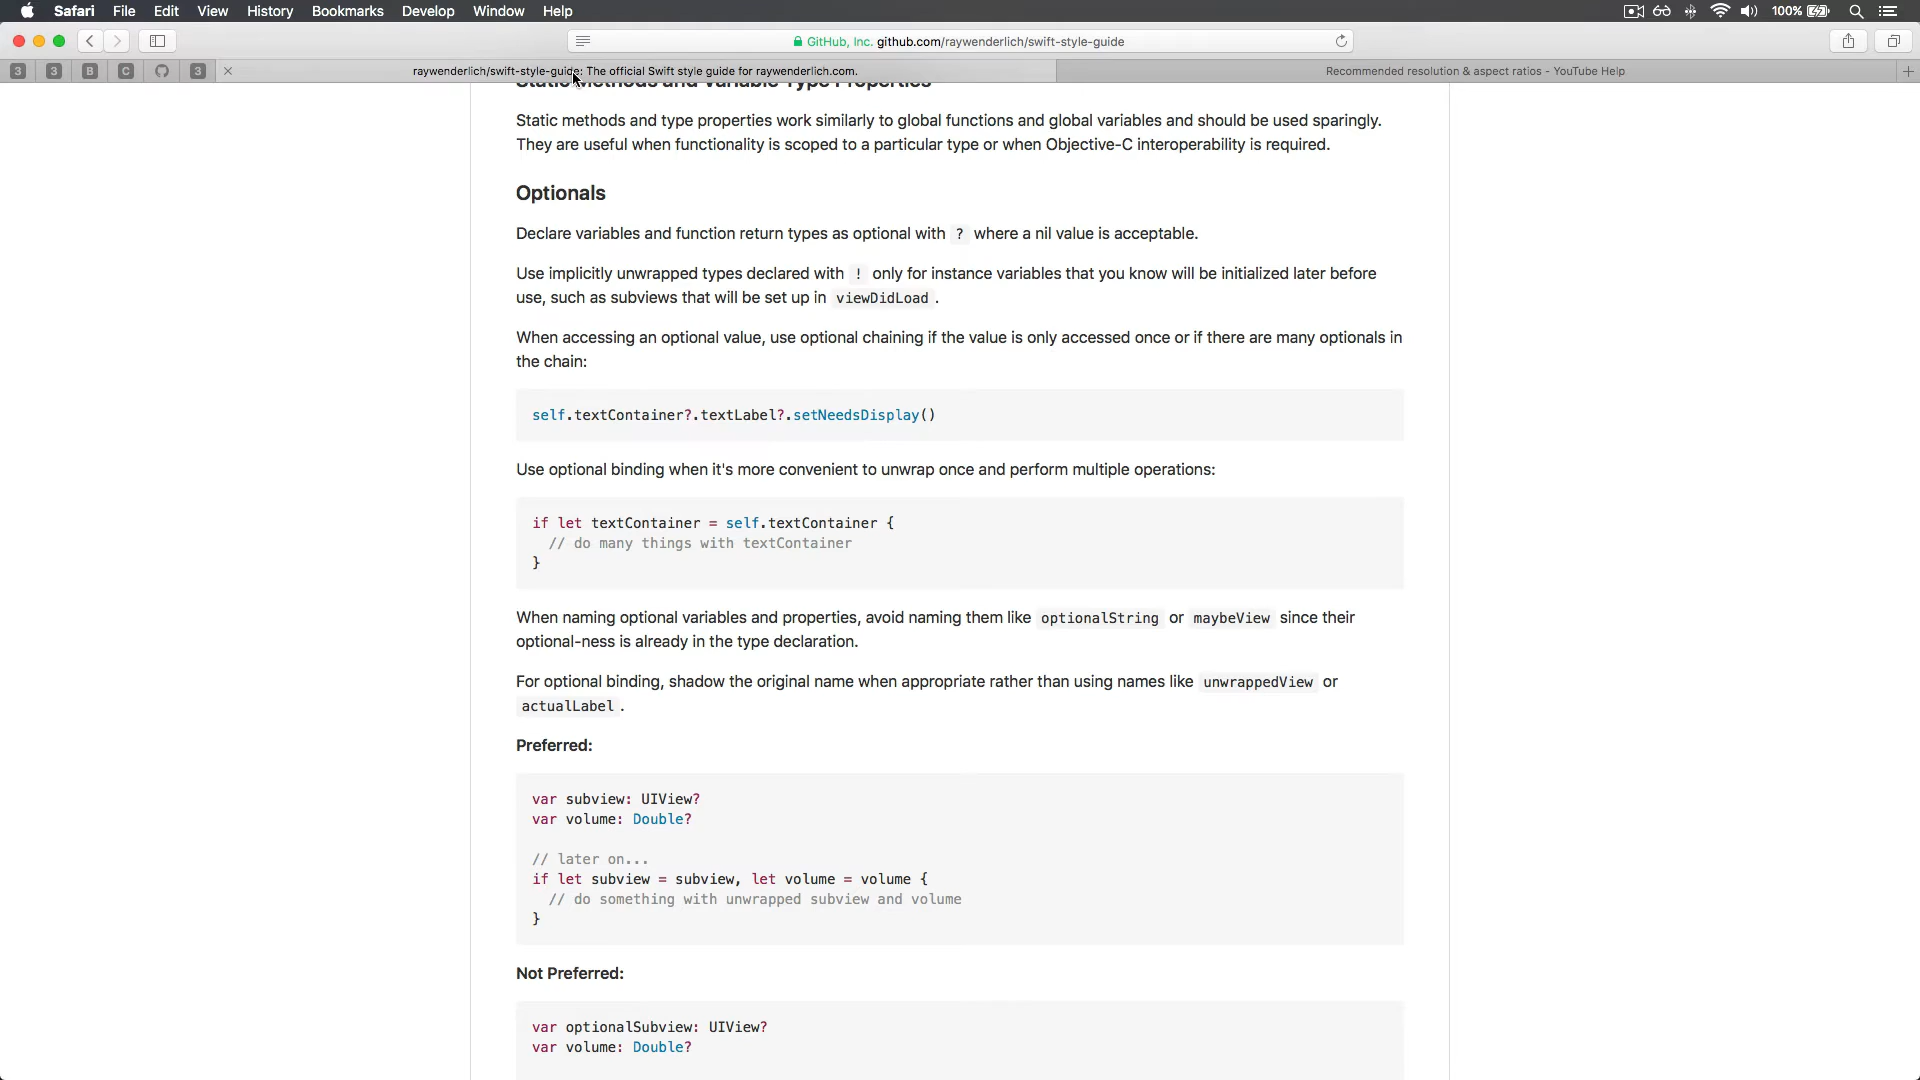 Safari File Edit View History Bookmarks Develop Window Help 100%
GitHub, Inc. github.com/raywenderlich/swift-style-guide
3 3 B C 3 raywenderlich/swift-style-guide: The official Swift style guide for raywenderlich.com. Recommended resolution & aspect ratios - YouTube Help
Static Methods and Variable Type Properties
Static methods and type properties work similarly to global functions and global variables and should be used sparingly.
They are useful when functionality is scoped to a particular type or when Objective-C interoperability is required.
Optionals
Declare variables and function return types as optional with ? where a nil value is acceptable.
Use implicitly unwrapped types declared with ! only for instance variables that you know will be initialized later before
use, such as subviews that will be set up in viewDidLoad .
When accessing an optional value, use optional chaining if the value is only accessed once or if there are many optionals in
the chain:
self.textContainer?.textLabel?.setNeedsDisplay()
Use optional binding when it's more convenient to unwrap once and perform multiple operations:
if let textContainer = self.textContainer {
// do many things with textContainer
}
When naming optional variables and properties, avoid naming them like optionalString or maybeView since their
optional-ness is already in the type declaration.
For optional binding, shadow the original name when appropriate rather than using names like unwrappedView or
actualLabel .
Preferred:
var subview: UIView?
var volume: Double?
// later on...
if let subview = subview, let volume = volume {
// do something with unwrapped subview and volume
}
Not Preferred:
var optionalSubview: UIView?
var volume: Double?